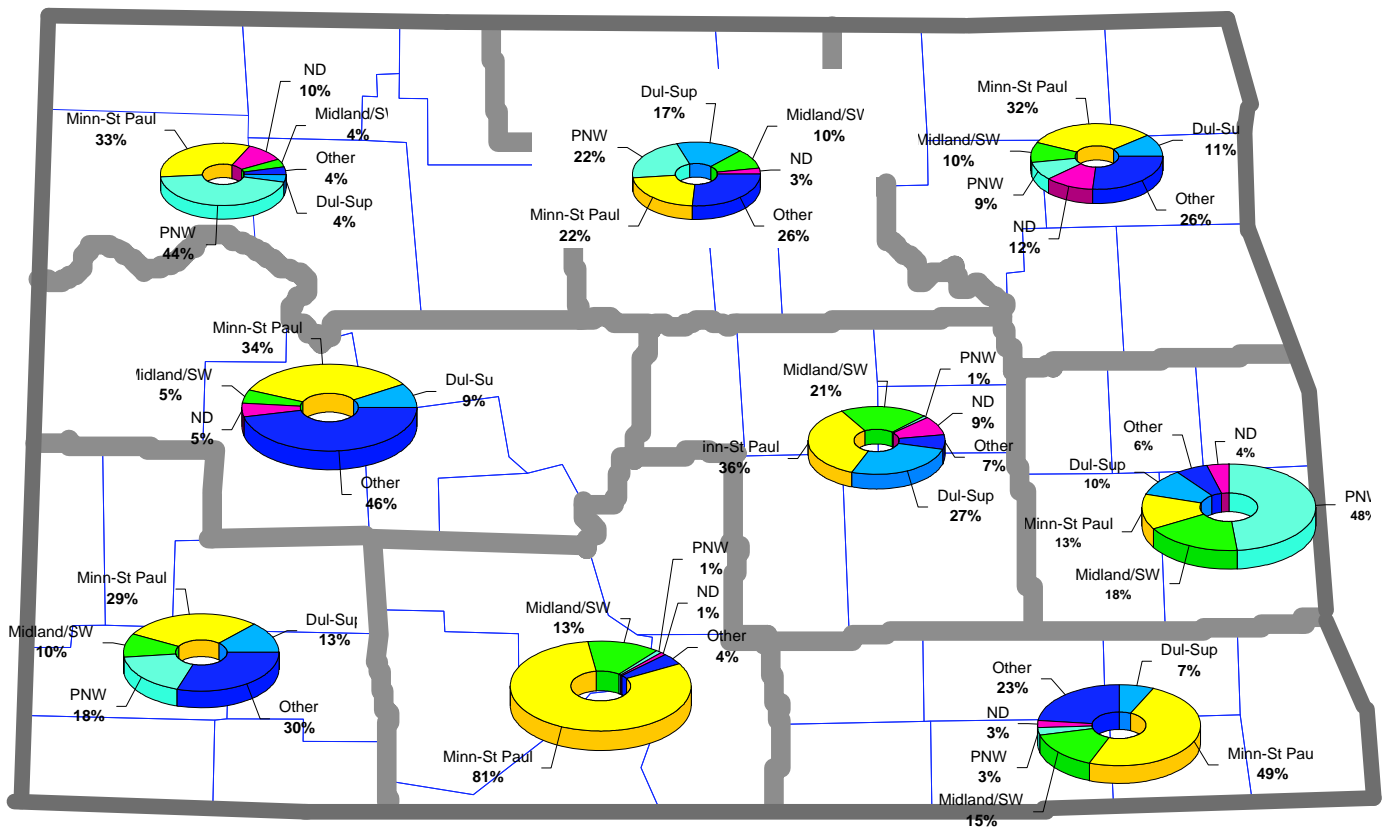 ND
10%
Minn-St Paul
33%
Midland/S
4%
Other
4%
Dul-Sup
4%
PNW
44%
Dul-Sup
17%
Midland/S
10%
PNW
22%
ND
3%
Minn-St Paul
22%
Other
26%
Minn-St Paul
32%
Dul-Su
11%
Midland/SW
10%
PNW
9%
Other
26%
ND
12%
Minn-St Paul
34%
Midland/SW
5%
Dul-Su
9%
ND
5%
Other
46%
PNW
1%
Midland/SW
21%
ND
9%
inn-St Paul
36%
Other
7%
Dul-Sup
27%
Other
6%
ND
4%
Dul-Sup
10%
PN
48%
Minn-St Paul
13%
Midland/SW
18%
Minn-St Paul
29%
Dul-Su
13%
Midland/SW
10%
PNW
18%
Other
30%
PNW
1%
ND
1%
Midland/SW
13%
Other
4%
Minn-St Paul
81%
Dul-Sup
7%
Other
23%
ND
3%
PNW
3%
Minn-St Pau
49%
Midland/SW
15%